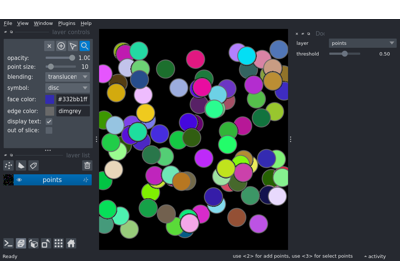 File View Window Plugins Help
layer controls
opacity: 1.00
point size: 10
blending: translucen
symbol: disc
face color: #332bb1ff
edge color: dimgrey
display text:
out of slice:
layer list
points
Do
layer points
threshold 0.50
Ready
use <2> for add points, use <3> for select points
activity